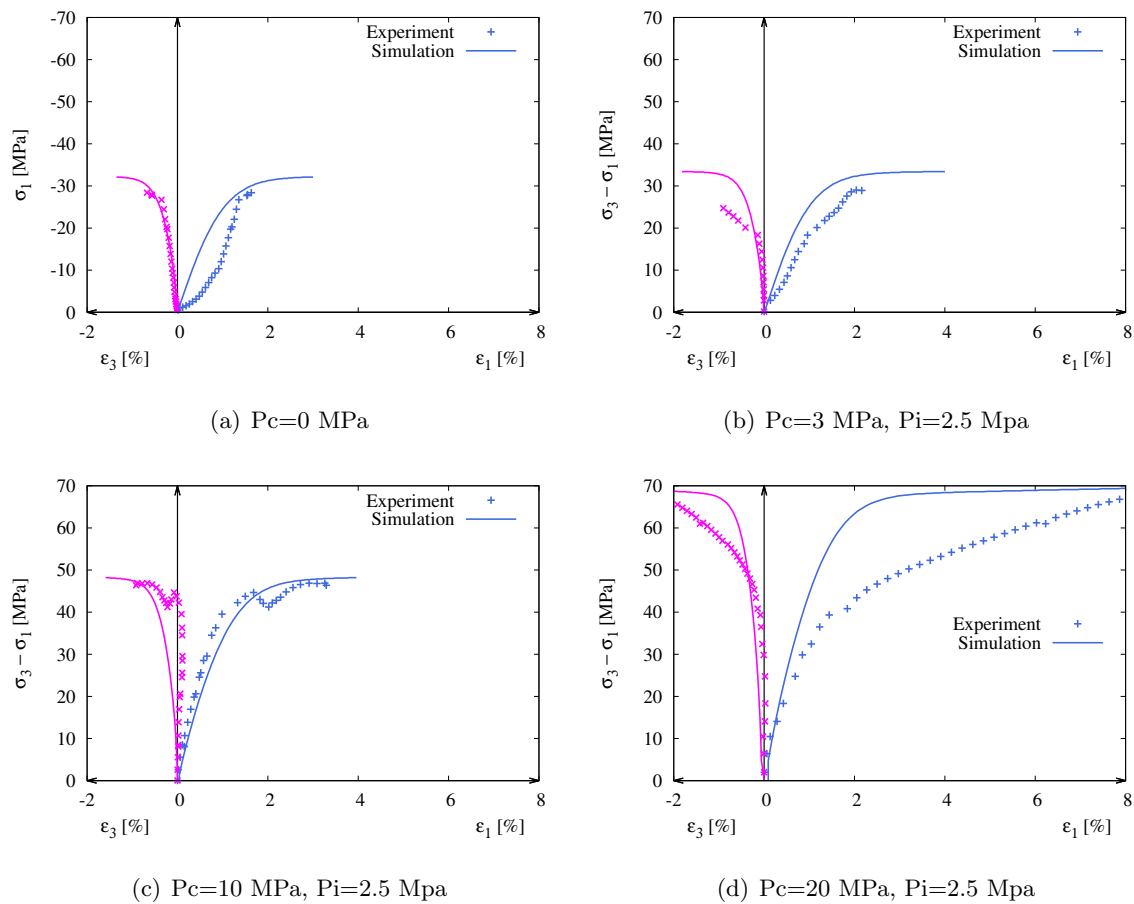 -70
-60
-50
-40
-30
-20
-10
0
σ1 [MPa]
Experiment
Simulation
-2 0 2 4 6 8
ε3 [%] ε1 [%]
(a) Pc=0 MPa
70
60
50
40
30
20
10
0
σ3 – σ1 [MPa]
Experiment
Simulation
-2 0 2 4 6 8
ε3 [%] ε1 [%]
(b) Pc=3 MPa, Pi=2.5 Mpa
70
60
50
40
30
20
10
0
σ3 – σ1 [MPa]
Experiment
Simulation
-2 0 2 4 6 8
ε3 [%] ε1 [%]
(c) Pc=10 MPa, Pi=2.5 Mpa
70
60
50
40
30
20
10
0
σ3 – σ1 [MPa]
Experiment
Simulation
-2 0 2 4 6 8
ε3 [%] ε1 [%]
(d) Pc=20 MPa, Pi=2.5 Mpa